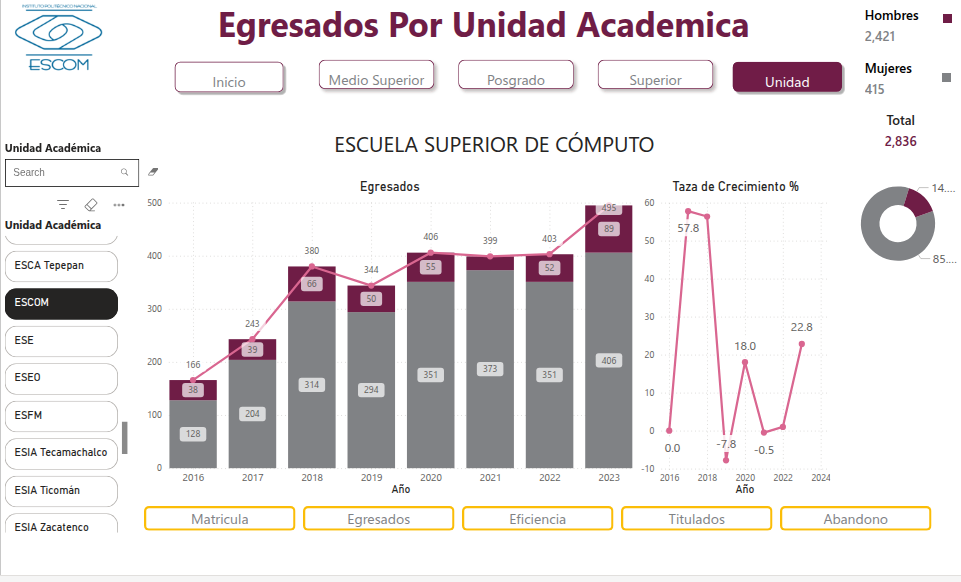 INSTITUTO POLITÉCNICO NACIONAL
ESCOM
Egresados Por Unidad Academica
Hombres
2,421
Mujeres
415
Total
2,836
Inicio
Medio Superior
Posgrado
Superior
Unidad
ESCUELA SUPERIOR DE CÓMPUTO
Unidad Académica
Search
Unidad Académica
ESCA Tepepan
ESCOM
ESE
ESEO
ESFM
ESIA Tecamachalco
ESIA Ticomán
ESIA Zacatenco
Egresados
500
400
300
200
100
0
166
243
380
344
406
399
403
495
38
39
66
50
55
52
89
128
204
314
294
351
373
351
406
2016
2017
2018
2019
2020
2021
2022
2023
Año
Taza de Crecimiento %
60
50
40
30
20
10
0
-10
57.8
0.0
-7.8
18.0
-0.5
22.8
2016
2018
2020
2022
2024
Año
14....
85....
Matricula
Egresados
Eficiencia
Titulados
Abandono